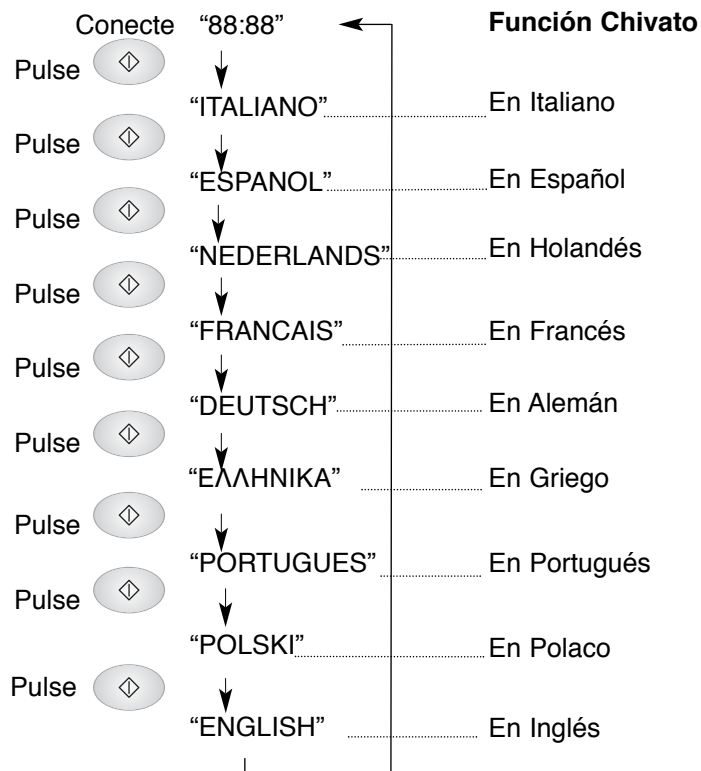 Conecte “88:88” Función Chivato
Pulse
“ITALIANO” En Italiano
Pulse
“ESPANOL” En Español
Pulse
“NEDERLANDS” En Holandés
Pulse
“FRANCAIS” En Francés
Pulse
“DEUTSCH” En Alemán
Pulse
“ΕΛΛΗΝΙΚΑ” En Griego
Pulse
“PORTUGUES” En Portugués
Pulse
“POLSKI” En Polaco
Pulse
“ENGLISH” En Inglés